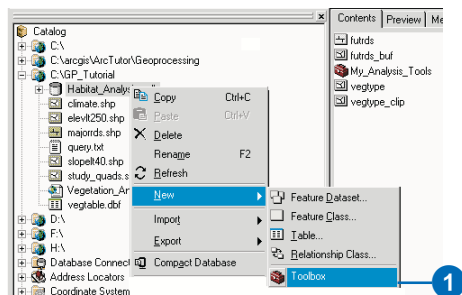 Contents Preview Me
Catalog
C:\
C:\arcgis\ArcTutor\Geoprocessing
C:\GP_Tutorial
Habitat_Analys
climate.shp
elevlt250.shp
majorrds.shp
query.txt
slopelt40.shp
study_quads.s
Vegetation_Ar
vegtable.dbf
D:\
F:\
H:\
Database Connect
Address Locators
Coordinate System
Copy Ctrl+C
Paste Ctrl+V
Delete
Rename F2
Refresh
New
Import
Export
Compact Database
Feature Dataset...
Feature Class...
Table...
Relationship Class...
Toolbox
1
futrds
futrds_buf
My_Analysis_Tools
vegtype
vegtype_clip